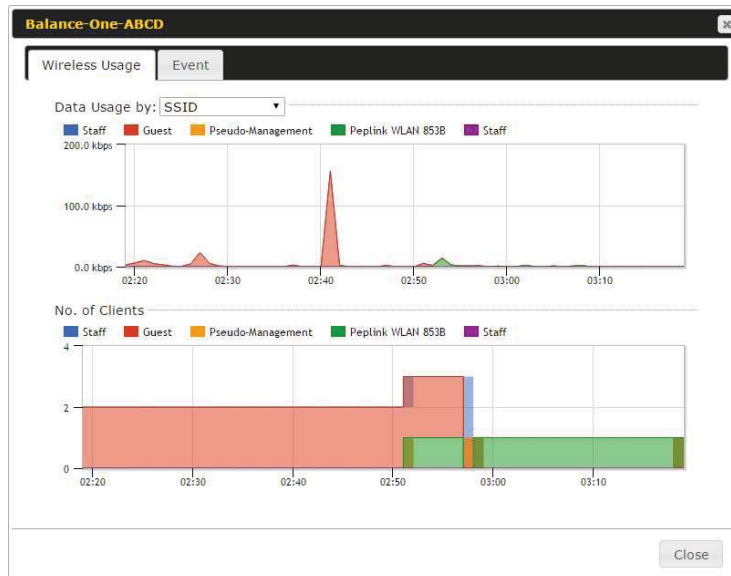 Balance-One-ABCD
Wireless Usage Event
Data Usage by: SSID
Staff Guest Pseudo-Management Peplink WLAN 853B Staff
200.0 kbps
100.0 kbps
0.0 kbps
02:20 02:30 02:40 02:50 03:00 03:10
No. of Clients
Staff Guest Pseudo-Management Peplink WLAN 853B Staff
4
2
0
02:20 02:30 02:40 02:50 03:00 03:10
Close